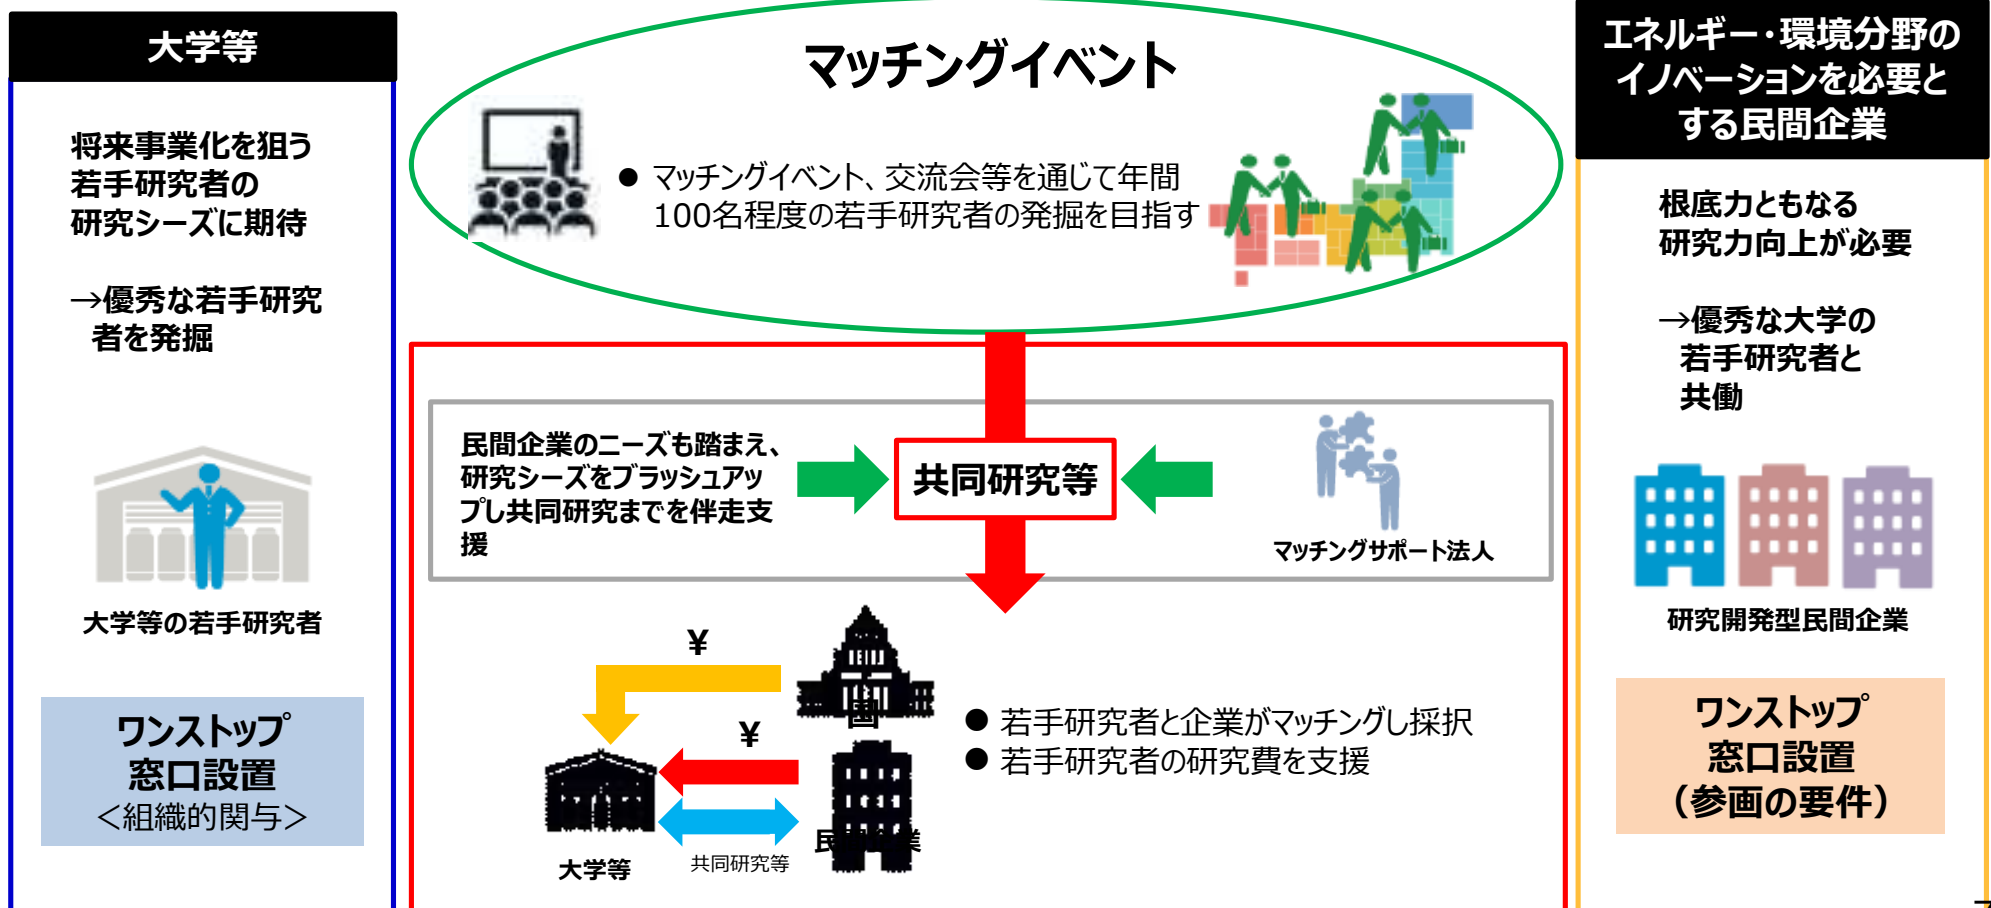 大学等
将来事業化を狙う
若手研究者の
研究シーズに期待
→優秀な若手研究
者を発掘
大学等の若手研究者
ワンストップ
窓口設置
＜組織的関与＞
マッチングイベント
● マッチングイベント、交流会等を通じて年間
100名程度の若手研究者の発掘を目指す
民間企業のニーズも踏まえ、
研究シーズをブラッシュアッ
プし共同研究までを伴走支
援
共同研究等
マッチングサポート法人
¥
国
¥
民間企業
大学等
共同研究等
● 若手研究者と企業がマッチングし採択
● 若手研究者の研究費を支援
エネルギー・環境分野の
イノベーションを必要と
する民間企業
根底力ともなる
研究力向上が必要
→優秀な大学の
若手研究者と
共働
研究開発型民間企業
ワンストップ
窓口設置
（参画の要件）